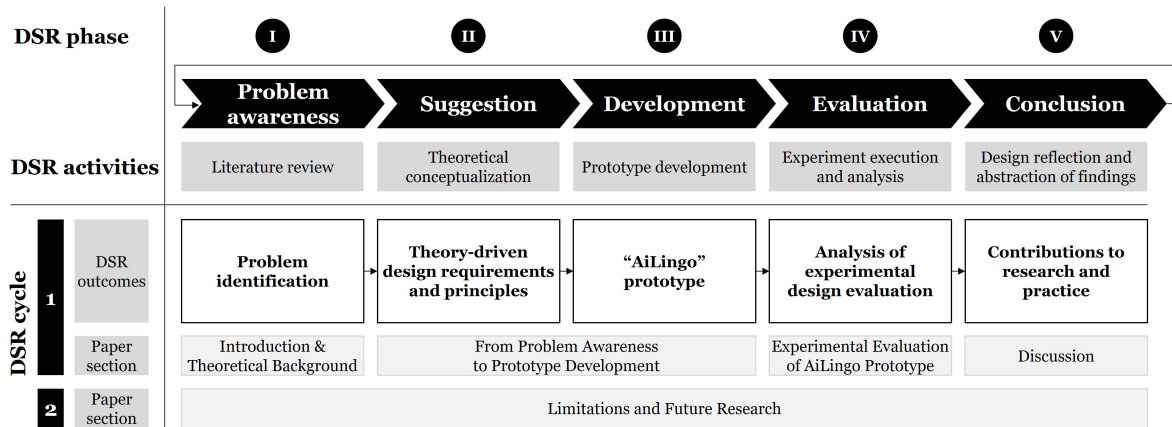 DSR phase
I
II
III
IV
V
Problem
awareness
Suggestion
Development
Evaluation
Conclusion
DSR activities
Literature review
Theoretical
conceptualization
Prototype development
Experiment execution
and analysis
Design reflection and
abstraction of findings
DSR cycle
1
DSR
outcomes
Problem
identification
Theory-driven
design requirements
and principles
“AiLingo”
prototype
Analysis of
experimental
design evaluation
Contributions to
research and
practice
Paper
section
Introduction &
Theoretical Background
From Problem Awareness
to Prototype Development
Experimental Evaluation
of AiLingo Prototype
Discussion
2
Paper
section
Limitations and Future Research